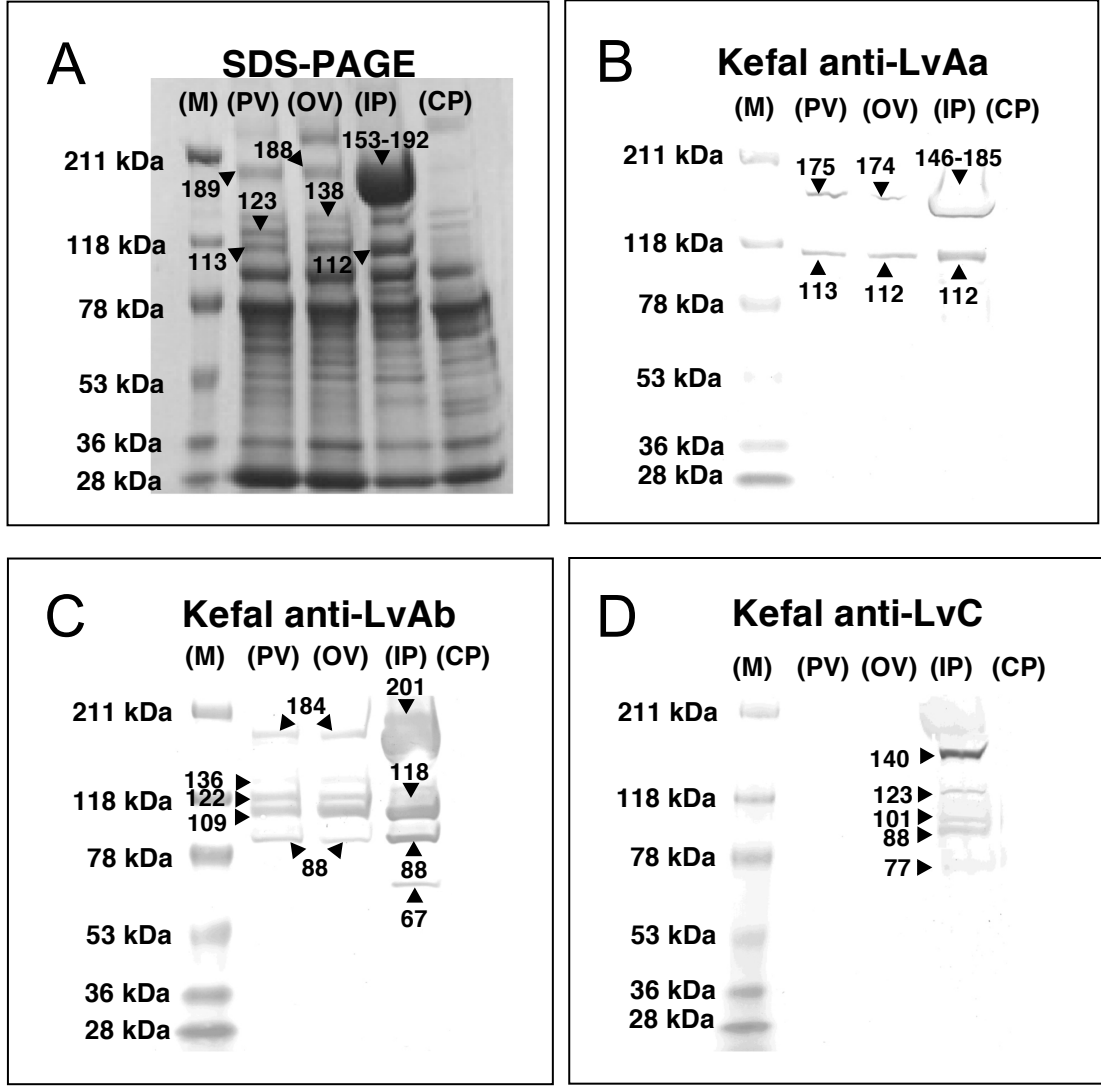 A
SDS-PAGE
(M) (PV) (OV) (IP) (CP)
188
153-192
211 kDa
189
123
138
118 kDa
113
112
78 kDa
53 kDa
36 kDa
28 kDa
B
Kefal anti-LvAa
(M) (PV) (OV) (IP) (CP)
211 kDa
175
174
146-185
118 kDa
113
112
112
78 kDa
53 kDa
36 kDa
28 kDa
C
Kefal anti-LvAb
(M) (PV) (OV) (IP) (CP)
201
211 kDa
184
136
118
118 kDa
122
109
78 kDa
88
88
67
53 kDa
36 kDa
28 kDa
D
Kefal anti-LvC
(M) (PV) (OV) (IP) (CP)
211 kDa
140
118 kDa
123
101
88
78 kDa
77
53 kDa
36 kDa
28 kDa